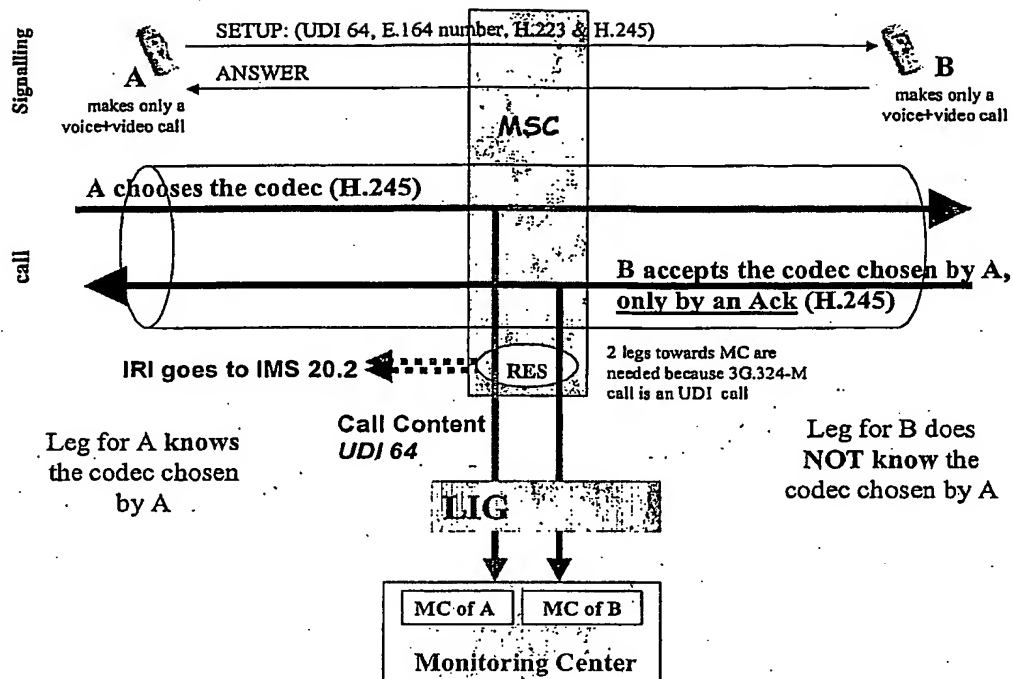 Signalling
SETUP: (UDI 64, E.164 number, H.223 & H.245)
A
ANSWER
B
makes only a
voice+video call
makes only a
voice+video call
MSC
call
A chooses the codec (H.245)
B accepts the codec chosen by A,
only by an Ack (H.245)
IRI goes to IMS 20.2
RES
2 legs towards MC are
needed because 3G.324-M
call is an UDI call
Call Content
UDI 64
Leg for A knows
the codec chosen
by A
Leg for B does
NOT know the
codec chosen by A
LIG
MC of A
MC of B
Monitoring Center